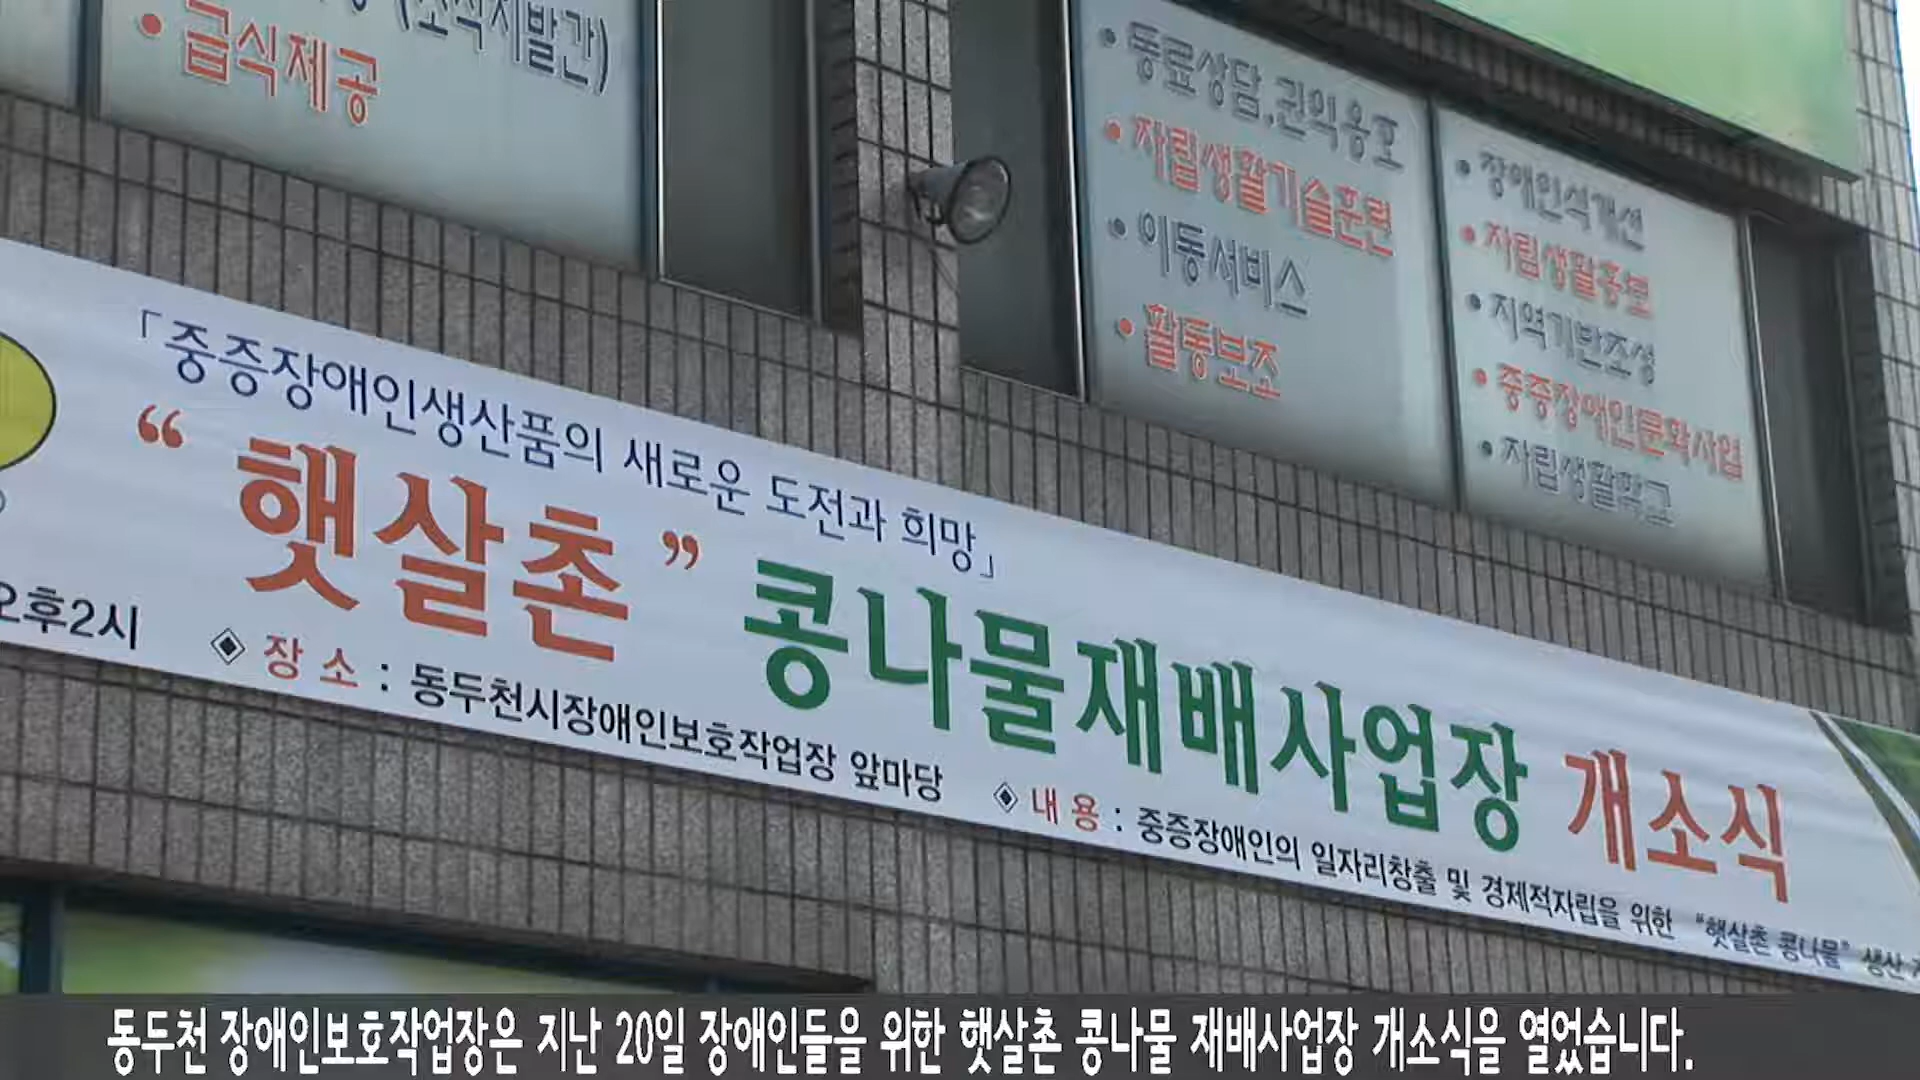 (소식지발간)
• 급식제공
• 동료상담,권익옹호
• 자립생활기술훈련
• 이동서비스
• 활동보조
• 장애인식개선
• 자립생활홍보
• 지역기반조성
• 중증장애인문화사업
• 자립생활학교
「중증장애인생산품의 새로운 도전과 희망」
“햇살촌” 콩나물재배사업장 개소식
오후2시 ◈ 장 소 : 동두천시장애인보호작업장 앞마당 ◈ 내 용 : 중증장애인의 일자리창출 및 경제적자립을 위한 “햇살촌 콩나물” 생산
동두천 장애인보호작업장은 지난 20일 장애인들을 위한 햇살촌 콩나물 재배사업장 개소식을 열었습니다.